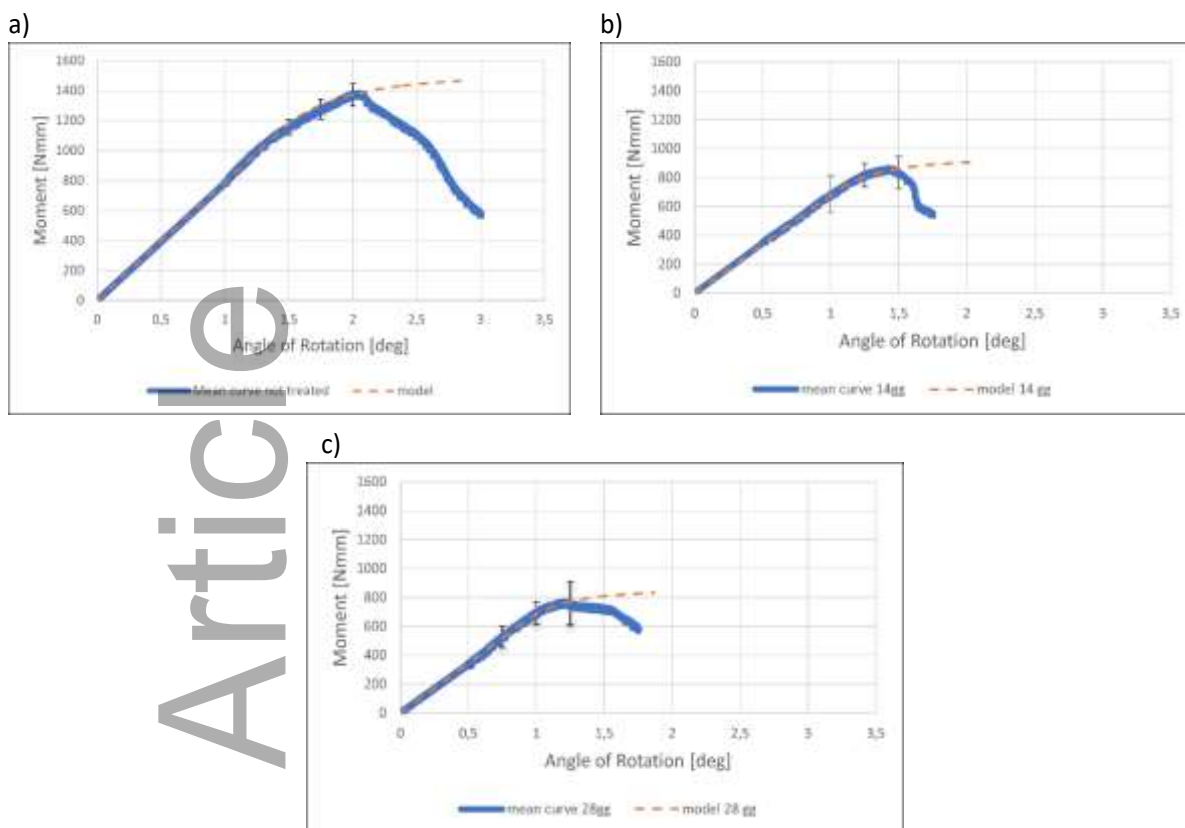 a)
1600
1400
1200
1000
800
600
400
200
0
Moment [Nmm]
0 0,5 1 1,5 2 2,5 3 3,5
Angle of Rotation [deg]
Mean curve not treated model
b)
1600
1400
1200
1000
800
600
400
200
0
Moment [Nmm]
0 0,5 1 1,5 2 2,5 3 3,5
Angle of Rotation [deg]
mean curve 14gg model 14 gg
c)
1600
1400
1200
1000
800
600
400
200
0
Moment [Nmm]
0 0,5 1 1,5 2 2,5 3 3,5
Angle of Rotation [deg]
mean curve 28gg model 28 gg
Article